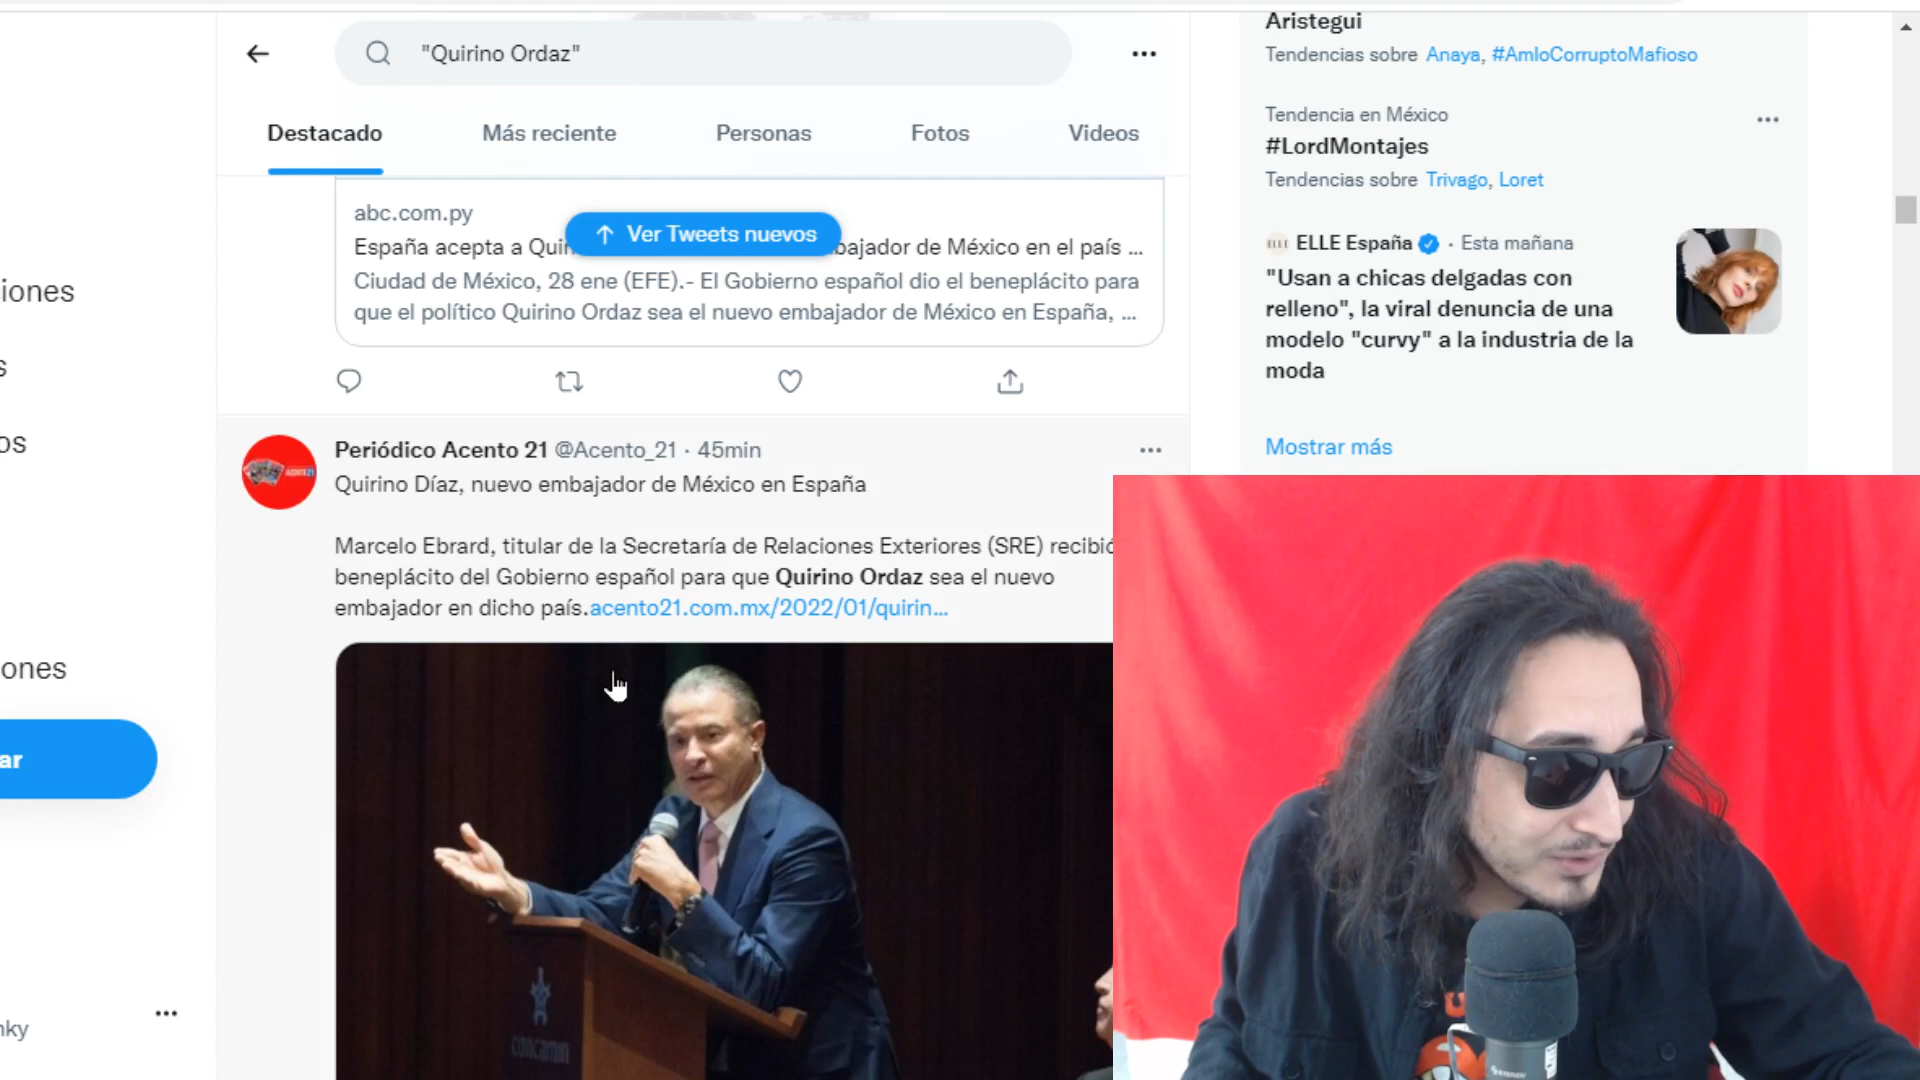 "Quirino Ordaz"
Destacado
Más reciente
Personas
Fotos
Videos
abc.com.py
Ver Tweets nuevos
España acepta a Quir bajador de México en el país ...
Ciudad de México, 28 ene (EFE).- El Gobierno español dio el beneplácito para
que el político Quirino Ordaz sea el nuevo embajador de México en España, ...
Periódico Acento 21 @Acento_21 · 45min
Quirino Díaz, nuevo embajador de México en España
Marcelo Ebrard, titular de la Secretaría de Relaciones Exteriores (SRE) recibió
beneplácito del Gobierno español para que Quirino Ordaz sea el nuevo
embajador en dicho país.acento21.com.mx/2022/01/quirin...
concamin
Aristegui
Tendencias sobre Anaya, #AmloCorruptoMafioso
Tendencia en México
#LordMontajes
Tendencias sobre Trivago, Loret
ELLE España · Esta mañana
"Usan a chicas delgadas con
relleno", la viral denuncia de una
modelo "curvy" a la industria de la
moda
Mostrar más
iones
s
os
ones
ar
nky